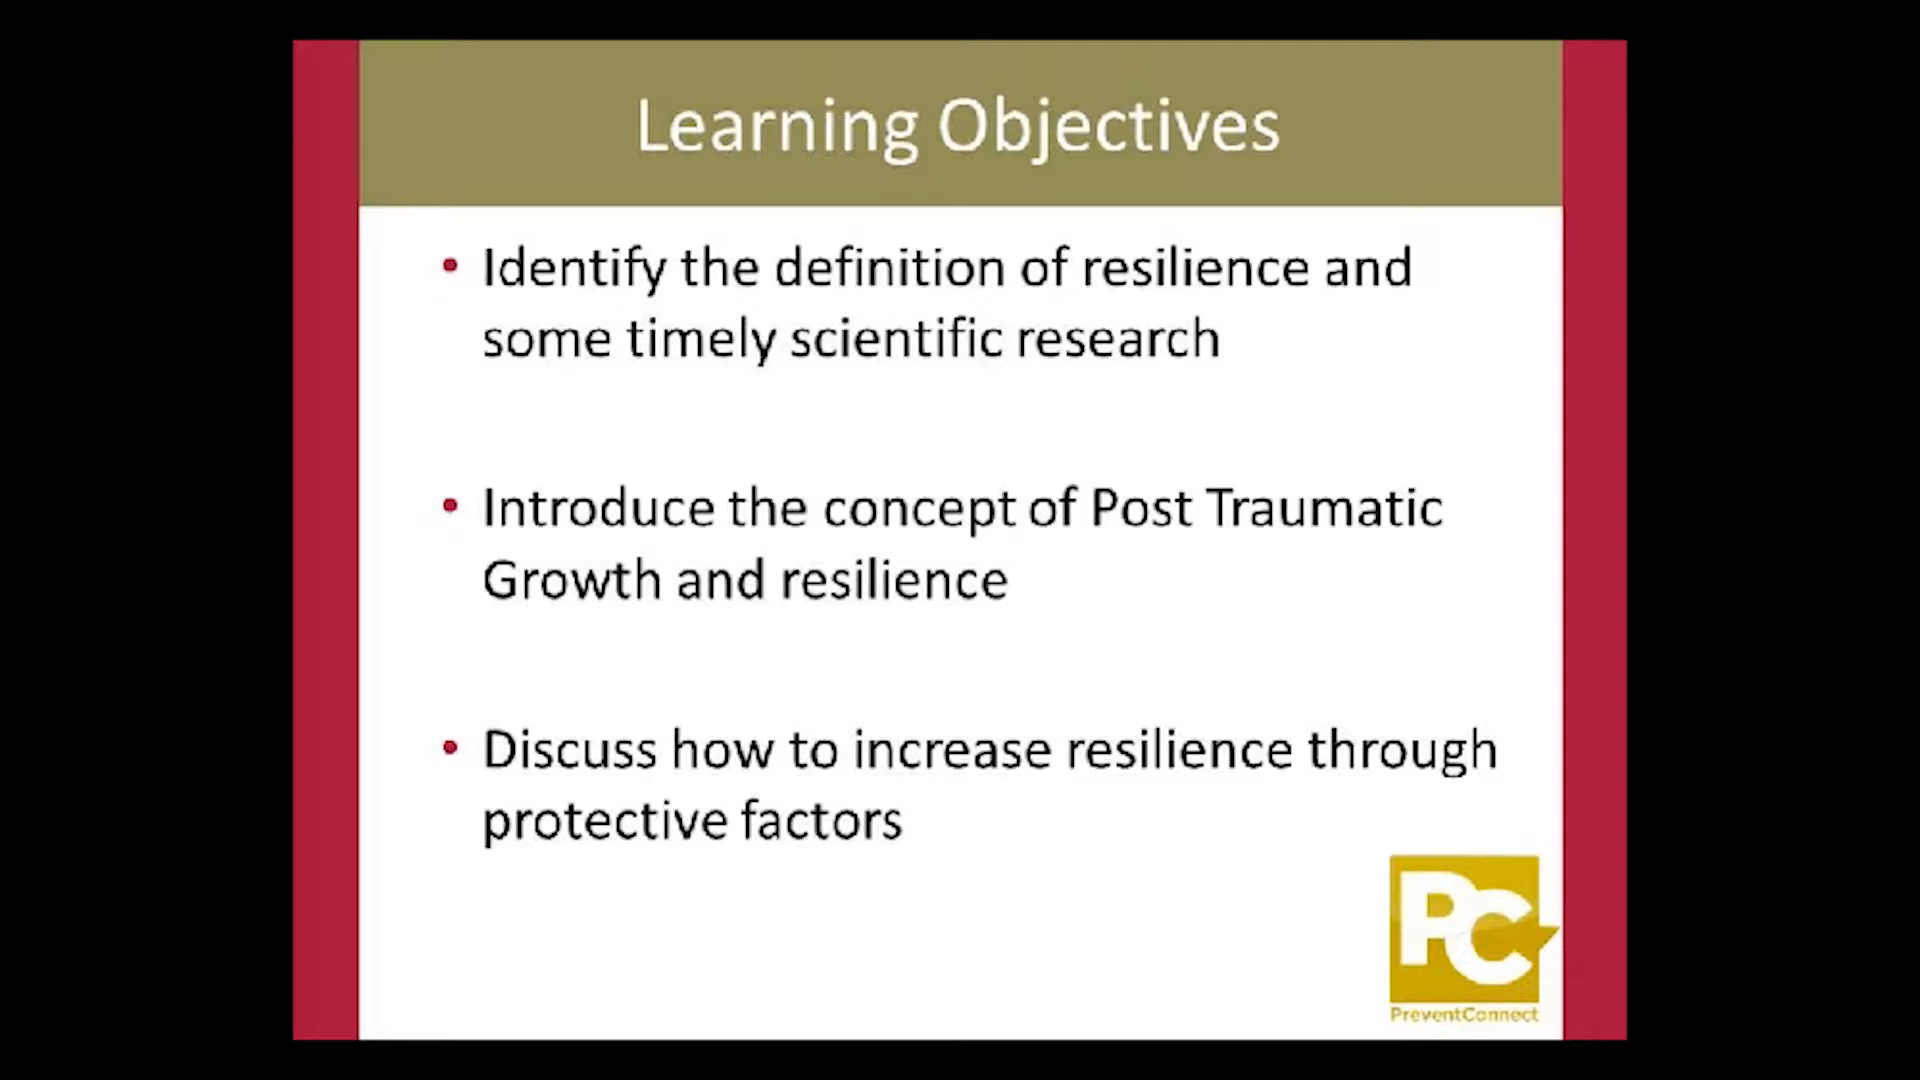 Learning Objectives
• Identify the definition of resilience and
some timely scientific research
• Introduce the concept of Post Traumatic
Growth and resilience
• Discuss how to increase resilience through
protective factors
PC
PreventConnect